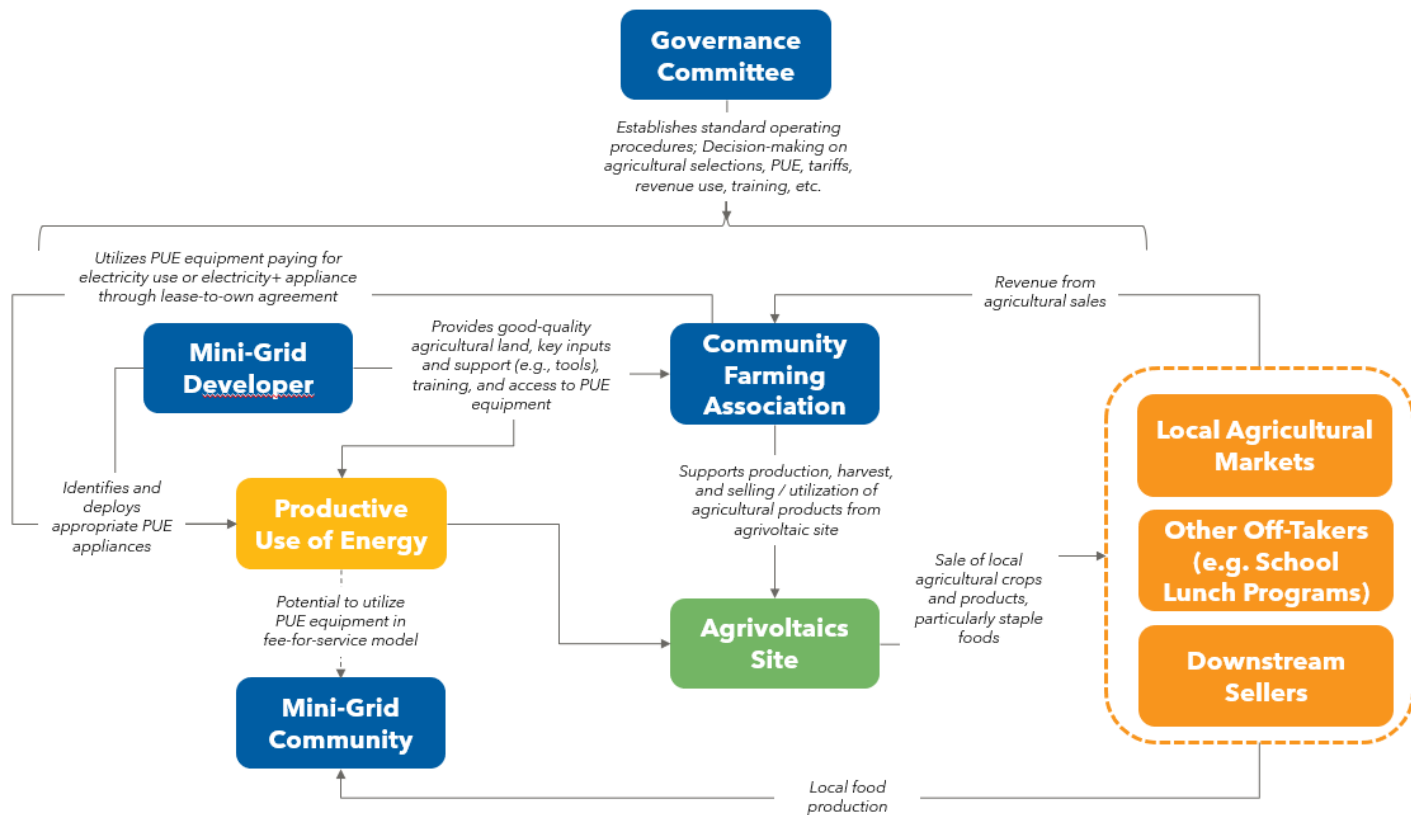 Governance
Committee
Establishes standard operating
procedures; Decision-making on
agricultural selections, PUE, tariffs,
revenue use, training, etc.
Utilizes PUE equipment paying for
electricity use or electricity+ appliance
through lease-to-own agreement
Revenue from
agricultural sales
Mini-Grid
Developer
Provides good-quality
agricultural land, key inputs
and support (e.g., tools),
training, and access to PUE
equipment
Community
Farming
Association
Local Agricultural
Markets
Identifies and
deploys
appropriate PUE
appliances
Productive
Use of Energy
Supports production, harvest,
and selling / utilization of
agricultural products from
agrivoltaic site
Other Off-Takers
(e.g. School
Lunch Programs)
Potential to utilize
PUE equipment in
fee-for-service model
Agrivoltaics
Site
Sale of local
agricultural crops
and products,
particularly staple
foods
Downstream
Sellers
Mini-Grid
Community
Local food
production